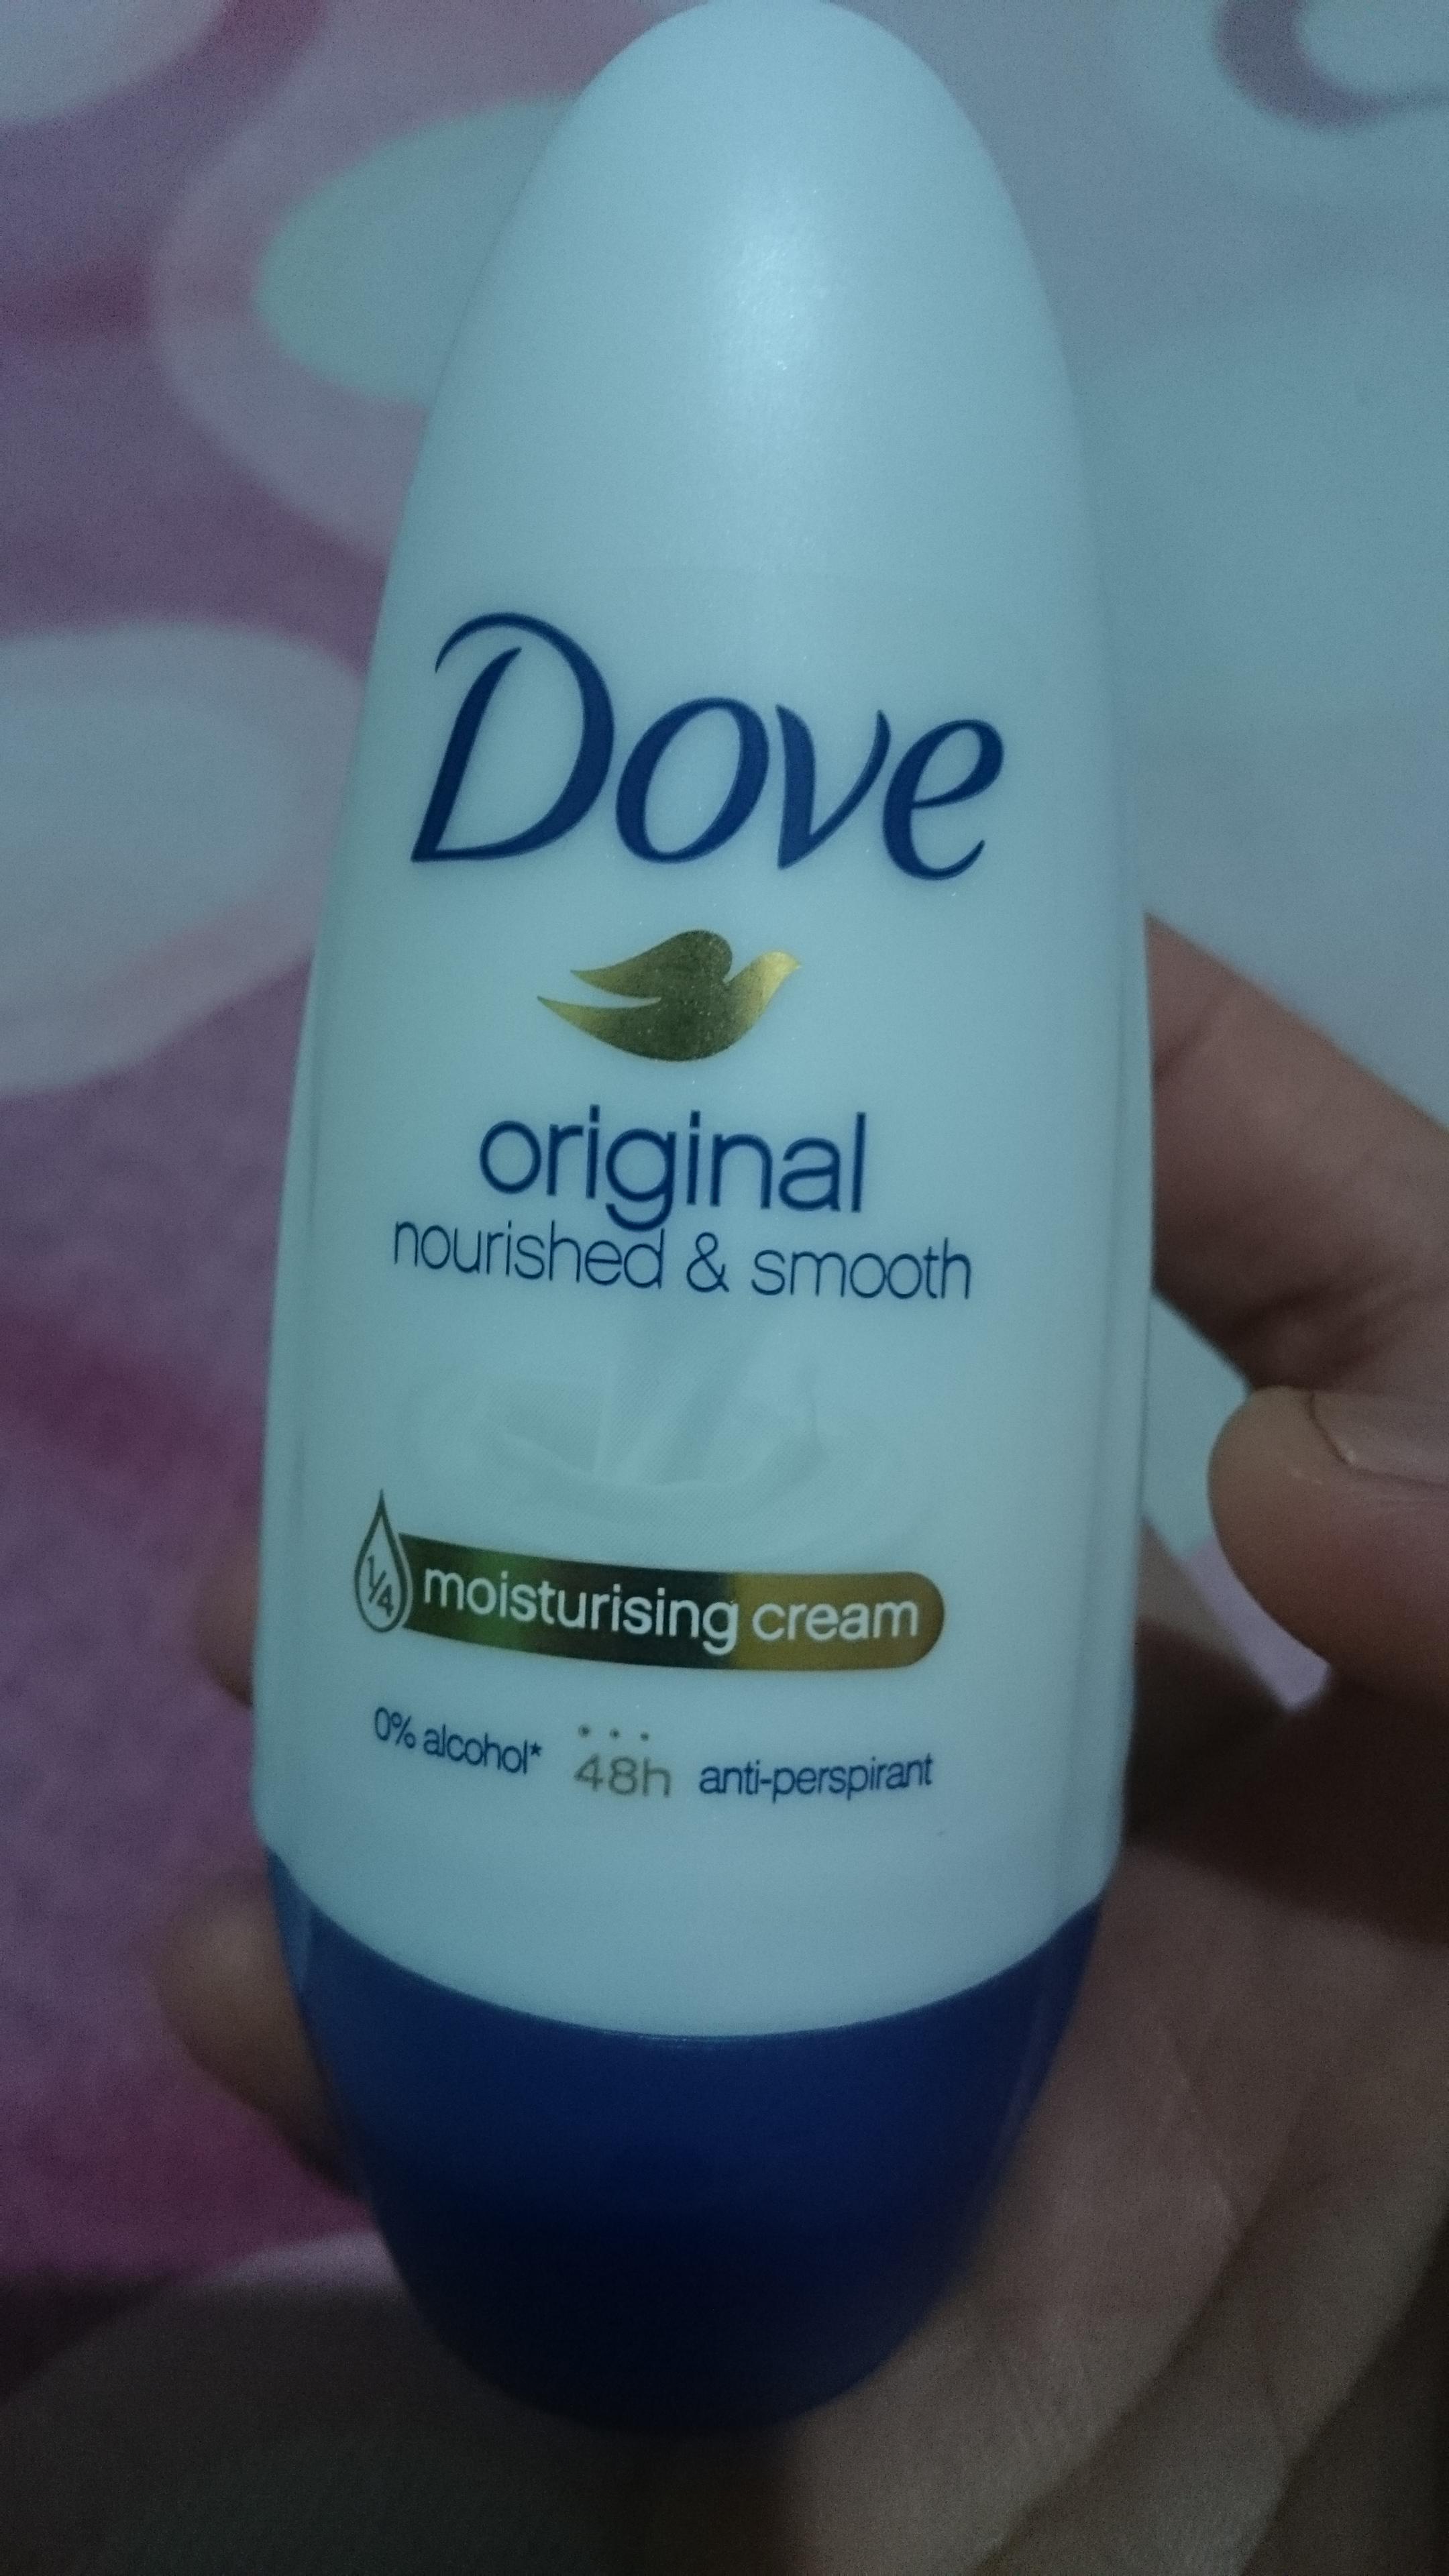 Dove
original
nourished & smooth
1/4 moisturising cream
0% alcohol* 48h anti-perspirant